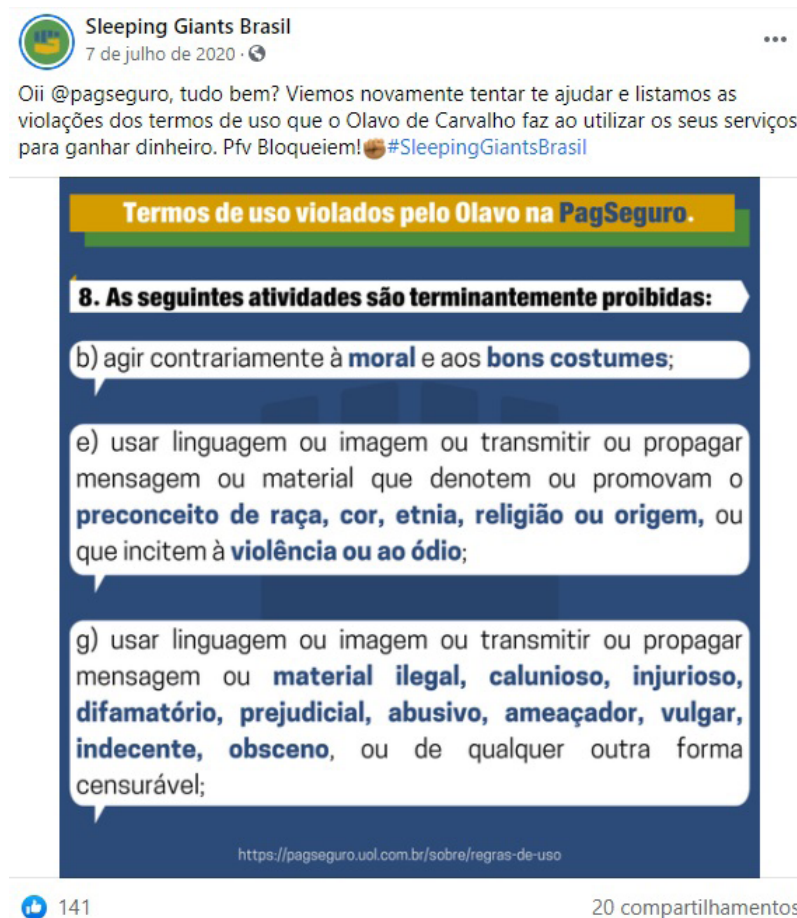 Sleeping Giants Brasil
7 de julho de 2020 ·
Oii @pagseguro, tudo bem? Viemos novamente tentar te ajudar e listamos as
violações dos termos de uso que o Olavo de Carvalho faz ao utilizar os seus serviços
para ganhar dinheiro. Pfv Bloqueiem!✊🏾#SleepingGiantsBrasil
Termos de uso violados pelo Olavo na PagSeguro.
8. As seguintes atividades são terminantemente proibidas:
b) agir contrariamente à moral e aos bons costumes;
e) usar linguagem ou imagem ou transmitir ou propagar
mensagem ou material que denotem ou promovam o
preconceito de raça, cor, etnia, religião ou origem, ou
que incitem à violência ou ao ódio;
g) usar linguagem ou imagem ou transmitir ou propagar
mensagem ou material ilegal, calunioso, injurioso,
difamatório, prejudicial, abusivo, ameaçador, vulgar,
indecente, obsceno, ou de qualquer outra forma
censurável;
https://pagseguro.uol.com.br/sobre/regras-de-uso
141
20 compartilhamentos